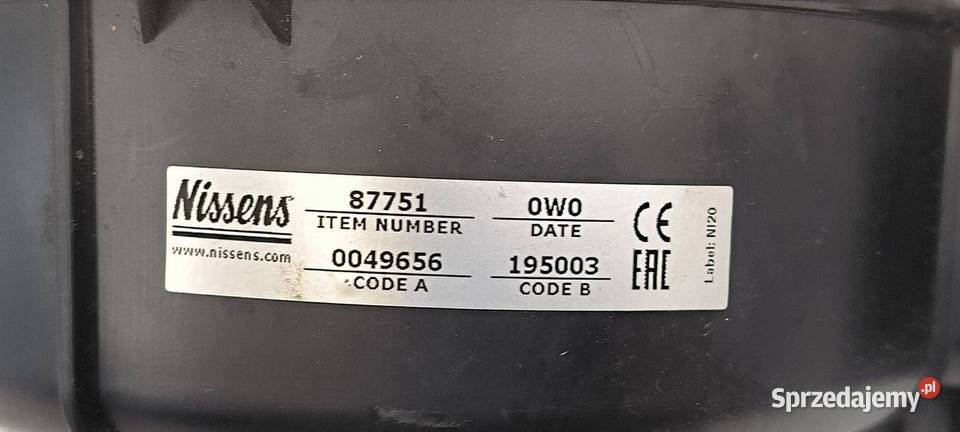 Nissens
www.nissens.com
87751
ITEM NUMBER
0049656
CODE A
0W0
DATE
195003
CODE B
CE
EAC
Label: NI20
Sprzedajemy.pl